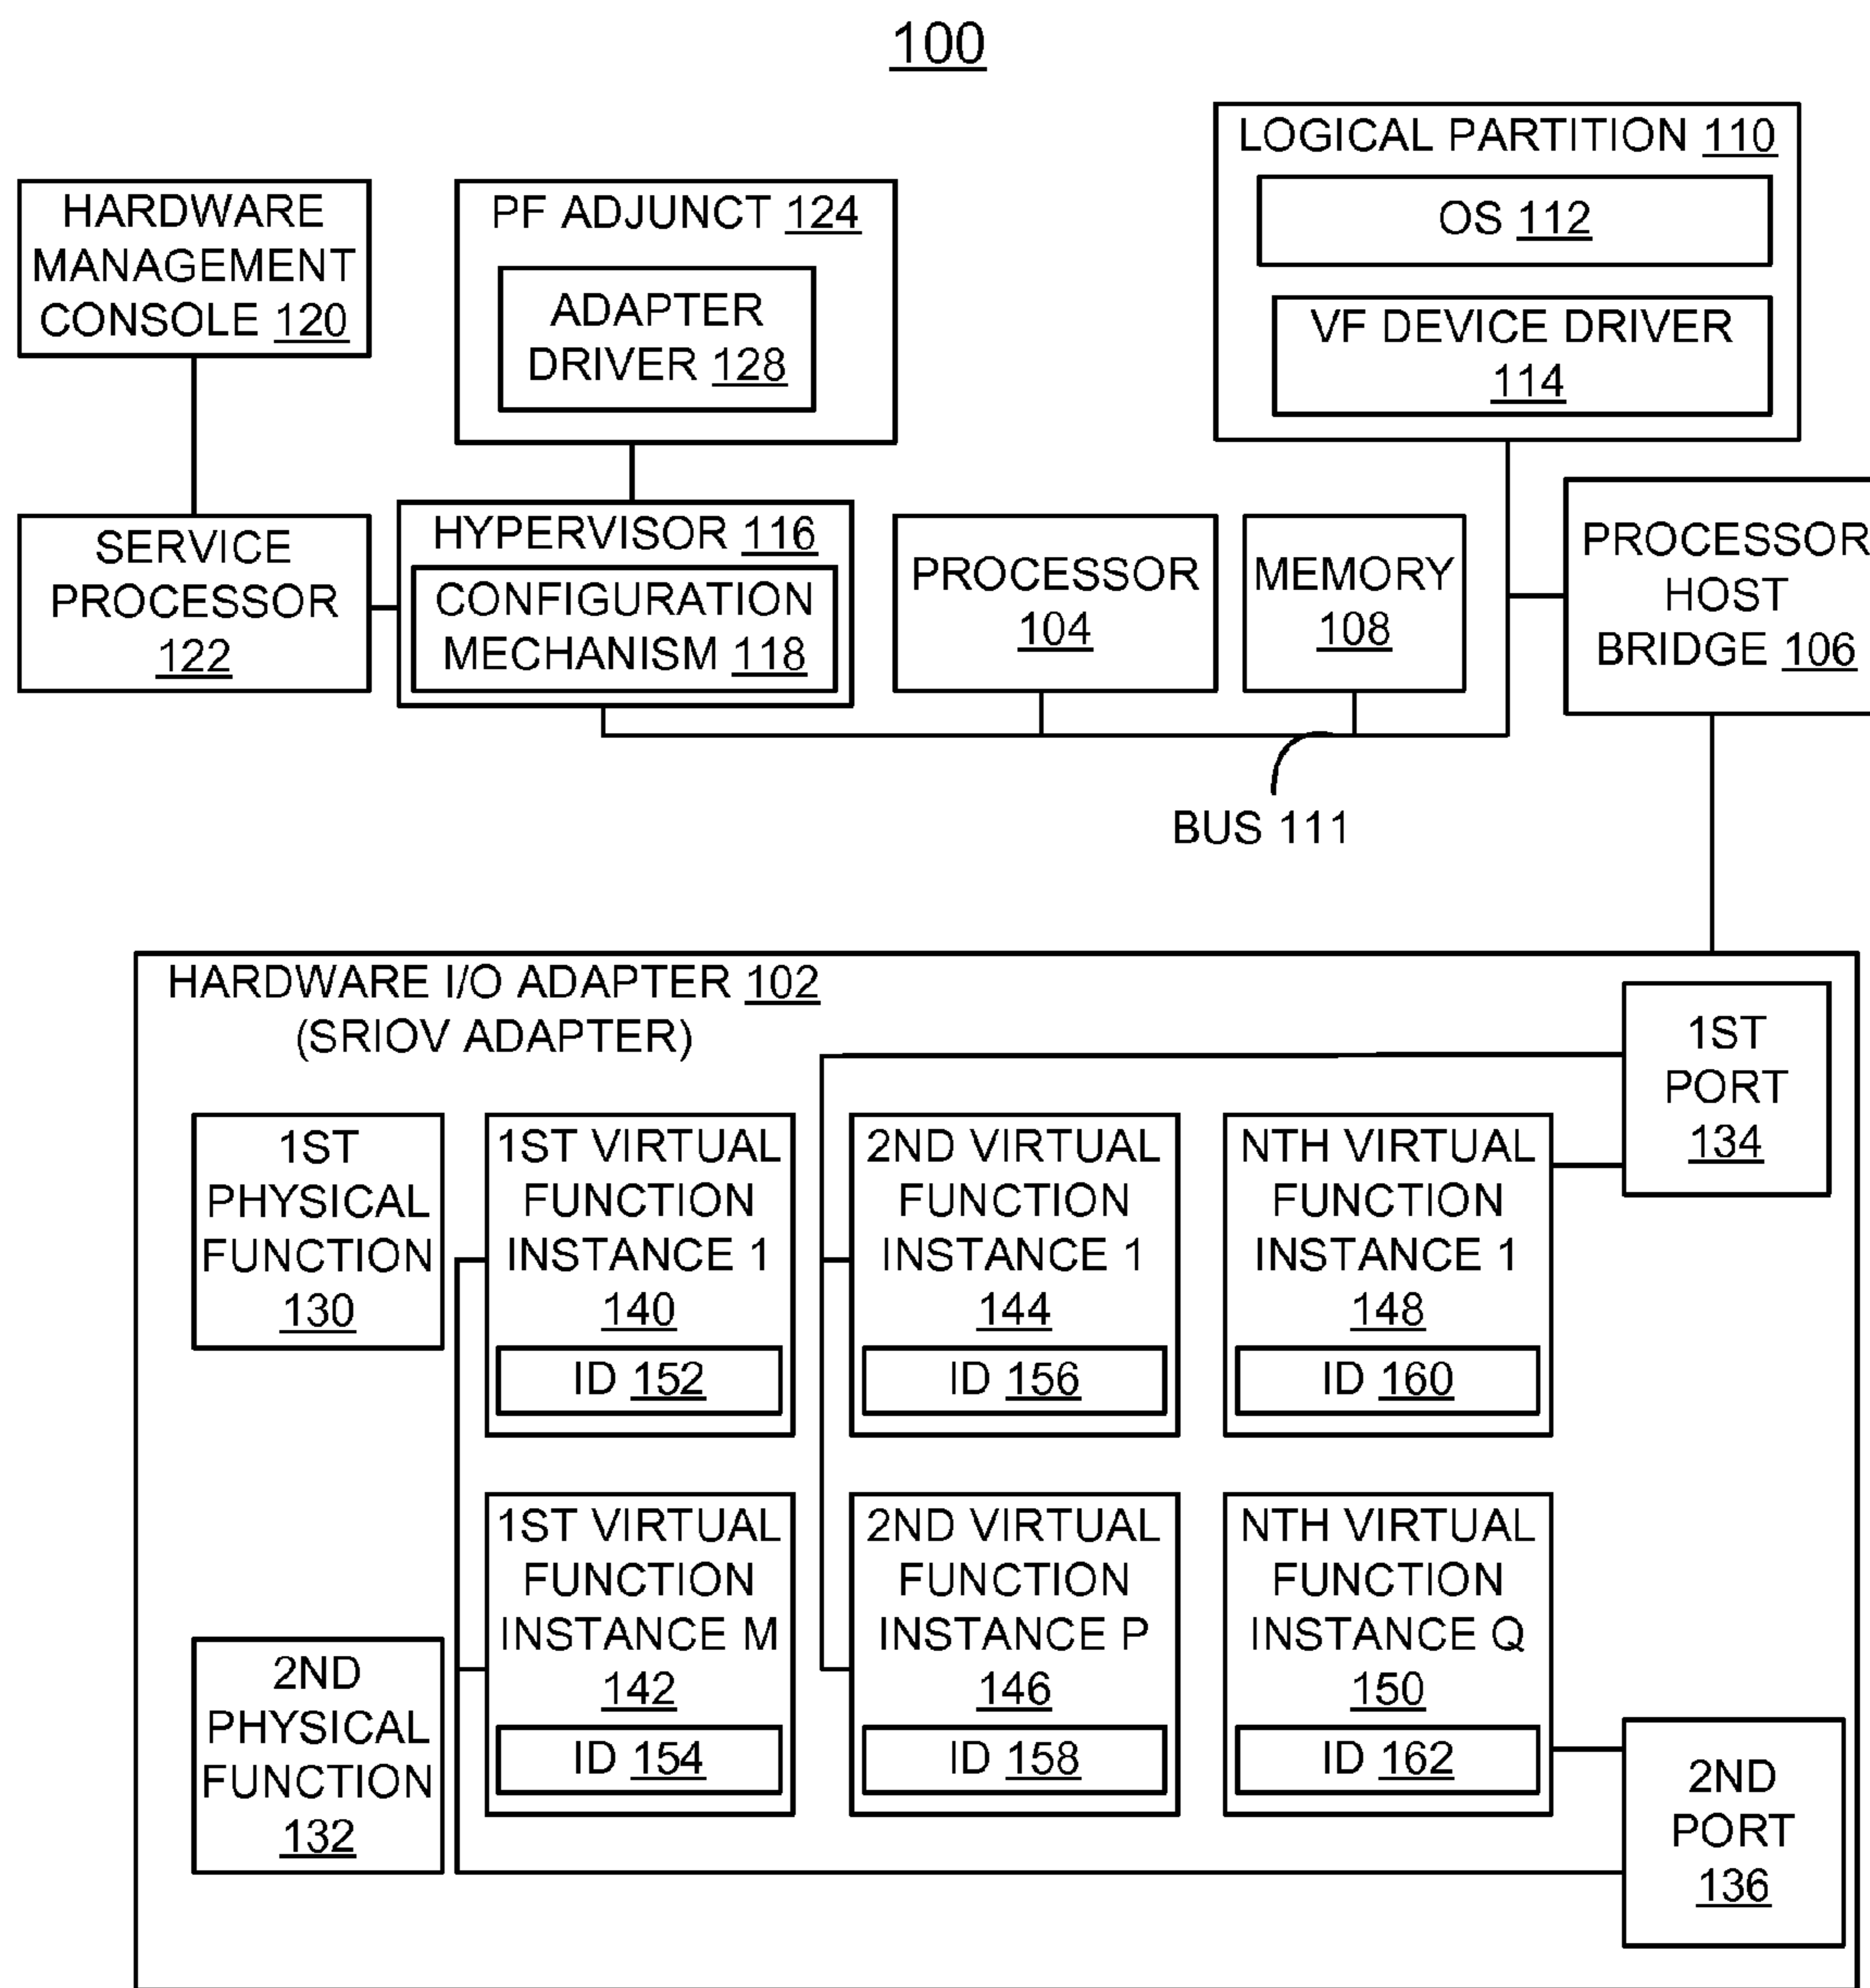 100
LOGICAL PARTITION 110
OS 112
VF DEVICE DRIVER
114
HARDWARE
MANAGEMENT
CONSOLE 120
PF ADJUNCT 124
ADAPTER
DRIVER 128
SERVICE
PROCESSOR
122
HYPERVISOR 116
CONFIGURATION
MECHANISM 118
PROCESSOR
104
MEMORY
108
PROCESSOR
HOST
BRIDGE 106
BUS 111
HARDWARE I/O ADAPTER 102
(SRIOV ADAPTER)
1ST
PORT
134
1ST
PHYSICAL
FUNCTION
130
1ST VIRTUAL
FUNCTION
INSTANCE 1
140
ID 152
2ND VIRTUAL
FUNCTION
INSTANCE 1
144
ID 156
NTH VIRTUAL
FUNCTION
INSTANCE 1
148
ID 160
2ND
PHYSICAL
FUNCTION
132
1ST VIRTUAL
FUNCTION
INSTANCE M
142
ID 154
2ND VIRTUAL
FUNCTION
INSTANCE P
146
ID 158
NTH VIRTUAL
FUNCTION
INSTANCE Q
150
ID 162
2ND
PORT
136